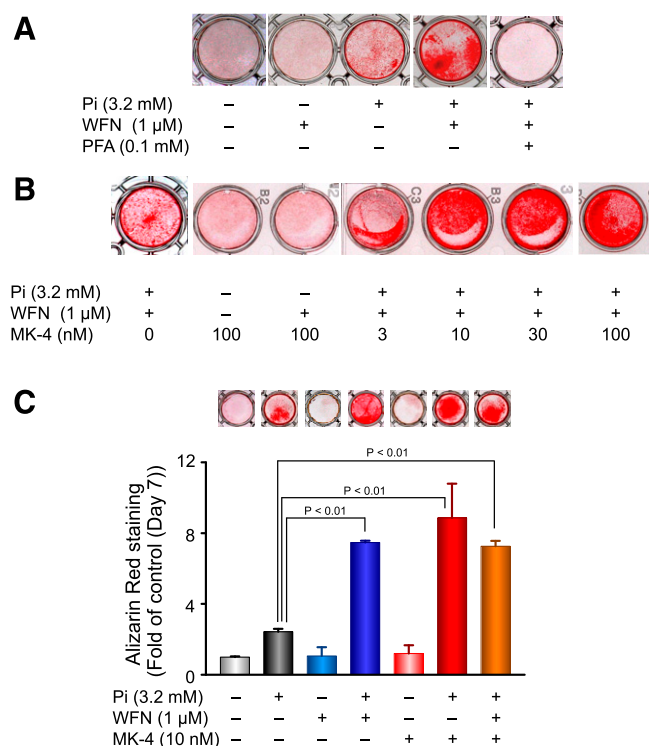 A
Pi (3.2 mM) – – + + +
WFN (1 μM) – + – + +
PFA (0.1 mM) – – – – +
B
B2
C3
B3
Pi (3.2 mM) + – – + + + +
WFN (1 μM) + – + + + + +
MK-4 (nM) 0 100 100 3 10 30 100
C
P < 0.01
P < 0.01
P < 0.01
Alizarin Red staining
(Fold of control (Day 7))
12
8
4
0
Pi (3.2 mM) – + – + – + +
WFN (1 μM) – – + + – – +
MK-4 (10 nM) – – – – + + +